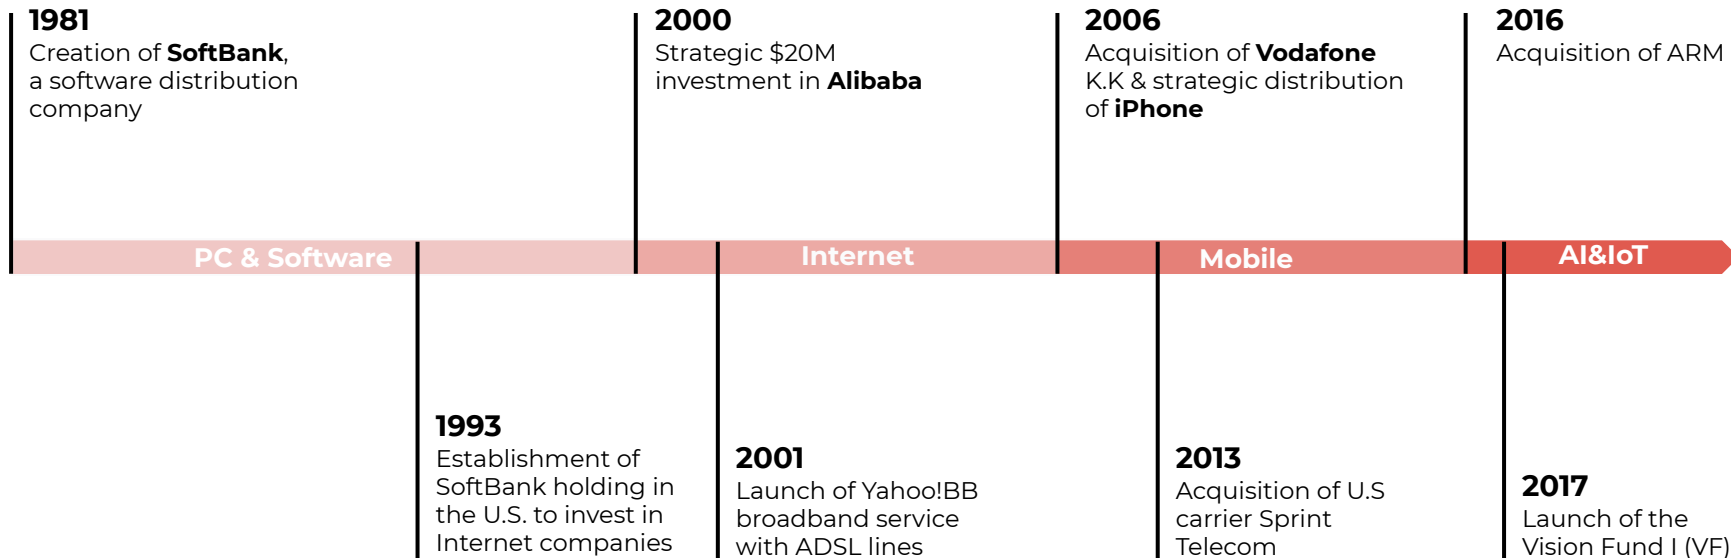 1981
Creation of SoftBank,
a software distribution
company
2000
Strategic $20M
investment in Alibaba
2006
Acquisition of Vodafone
K.K & strategic distribution
of iPhone
2016
Acquisition of ARM
PC & Software
Internet
Mobile
AI&IoT
1993
Establishment of
SoftBank holding in
the U.S. to invest in
Internet companies
2001
Launch of Yahoo!BB
broadband service
with ADSL lines
2013
Acquisition of U.S
carrier Sprint
Telecom
2017
Launch of the
Vision Fund I (VF)